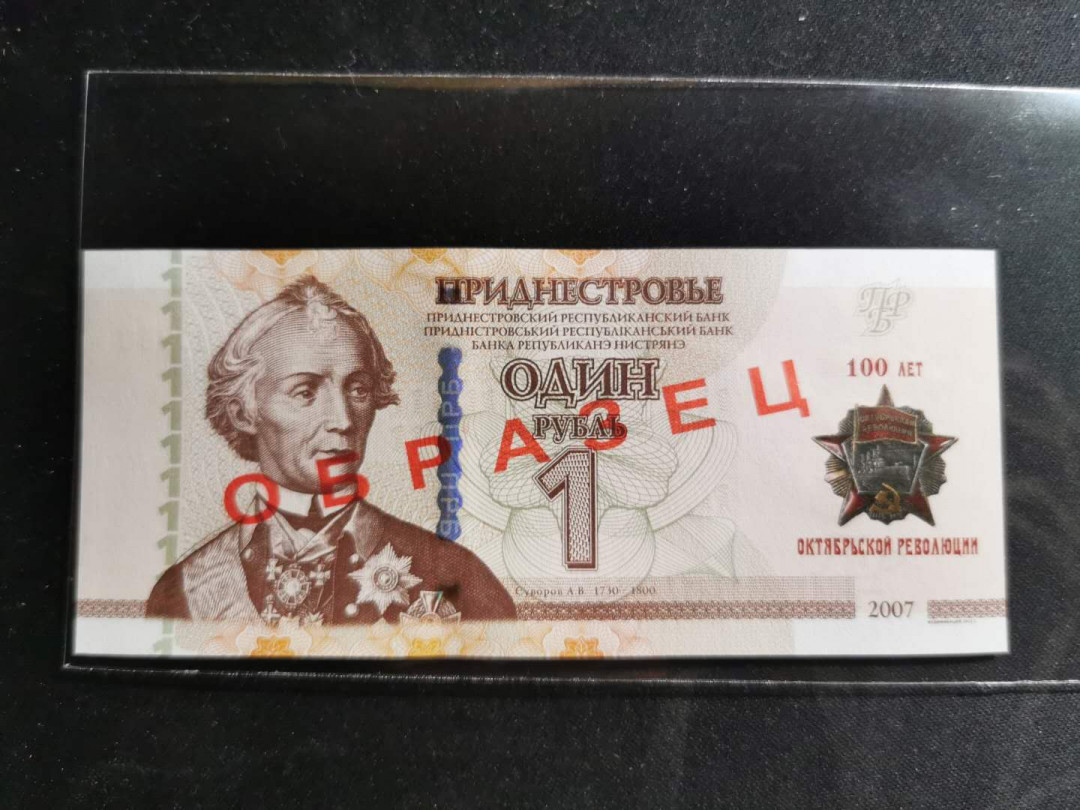 ПРИДНЕСТРОВЬЕ
ПРИДНЕСТРОВСКИЙ РЕСПУБЛИКАНСКИЙ БАНК
ПРИДНІСТРОВСЬКИЙ РЕСПУБЛІКАНСЬКИЙ БАНК
БАНКА РЕПУБЛИКАНЭ НИСТРЯНЭ
ПРБ
ОДИН
РУБЛЬ
1
ОБРАЗЕЦ
100 ЛЕТ
ОКТЯБРЬСКОЙ РЕВОЛЮЦИИ
Суворов А.В. 1730 - 1800
2007